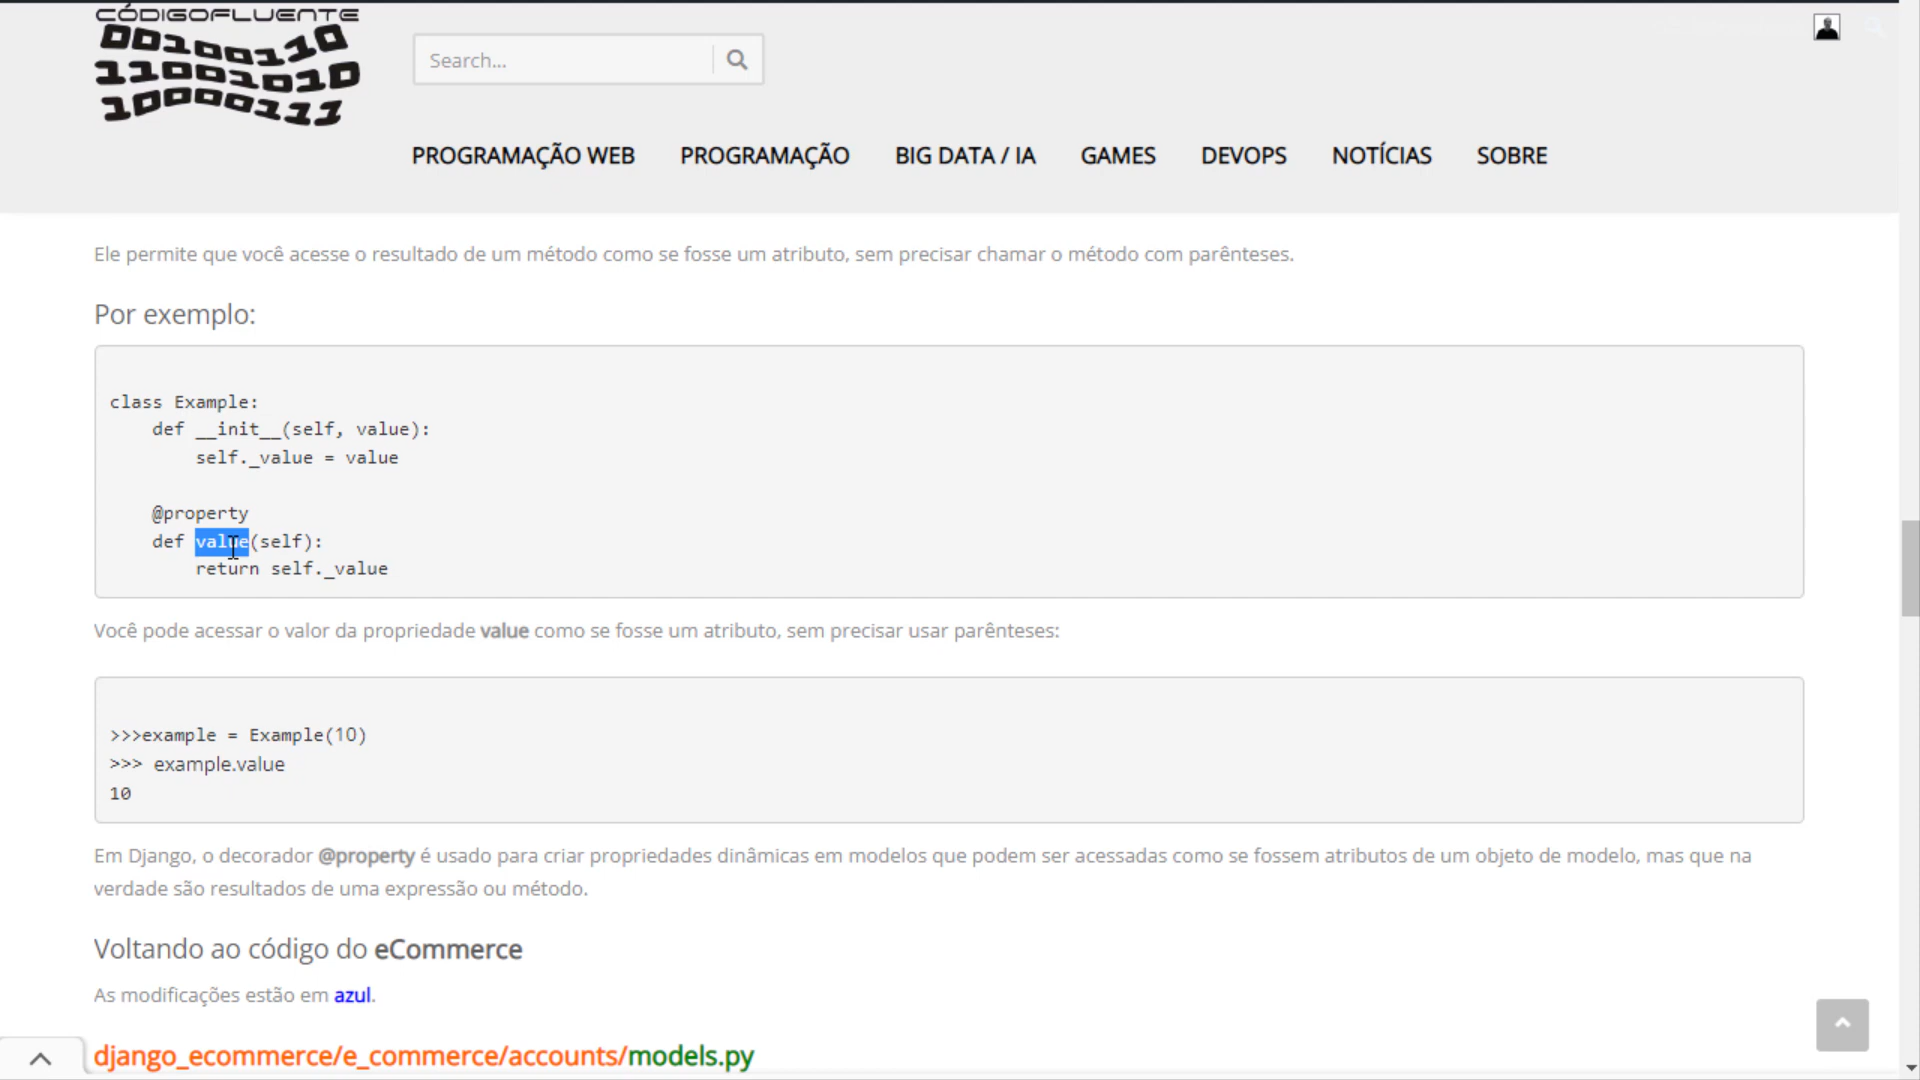 CÓDIGOFLUENTE
00100110
11001010
10000111
Search...
PROGRAMAÇÃO WEB PROGRAMAÇÃO BIG DATA / IA GAMES DEVOPS NOTÍCIAS SOBRE
Ele permite que você acesse o resultado de um método como se fosse um atributo, sem precisar chamar o método com parênteses.
Por exemplo:
class Example:
    def __init__(self, value):
        self._value = value
    @property
    def value(self):
        return self._value
Você pode acessar o valor da propriedade value como se fosse um atributo, sem precisar usar parênteses:
>>>example = Example(10)
>>> example.value
10
Em Django, o decorador @property é usado para criar propriedades dinâmicas em modelos que podem ser acessadas como se fossem atributos de um objeto de modelo, mas que na
verdade são resultados de uma expressão ou método.
Voltando ao código do eCommerce
As modificações estão em azul.
django_ecommerce/e_commerce/accounts/models.py